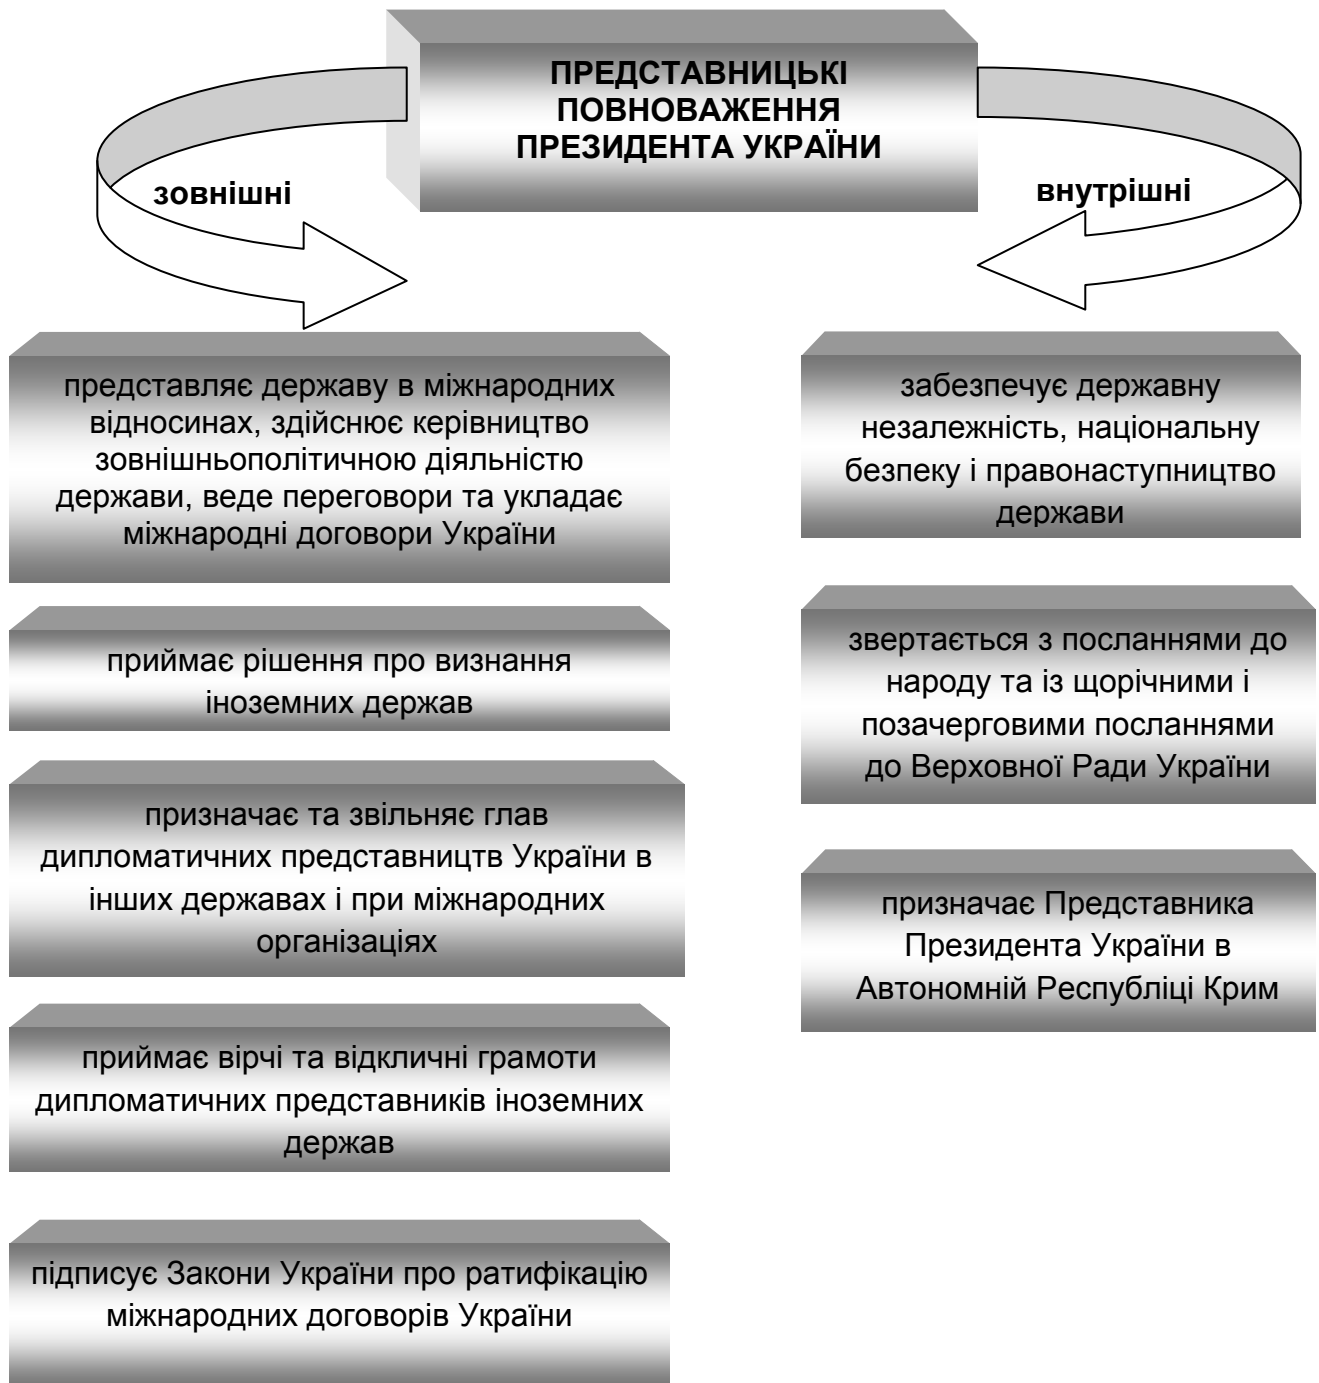 ПРЕДСТАВНИЦЬКІ
ПОВНОВАЖЕННЯ
ПРЕЗИДЕНТА УКРАЇНИ
зовнішні
внутрішні
представляє державу в міжнародних
відносинах, здійснює керівництво
зовнішньополітичною діяльністю
держави, веде переговори та укладає
міжнародні договори України
приймає рішення про визнання
іноземних держав
призначає та звільняє глав
дипломатичних представництв України в
інших державах і при міжнародних
організаціях
приймає вірчі та відкличні грамоти
дипломатичних представників іноземних
держав
підписує Закони України про ратифікацію
міжнародних договорів України
забезпечує державну
незалежність, національну
безпеку і правонаступництво
держави
звертається з посланнями до
народу та із щорічними і
позачерговими посланнями
до Верховної Ради України
призначає Представника
Президента України в
Автономній Республіці Крим